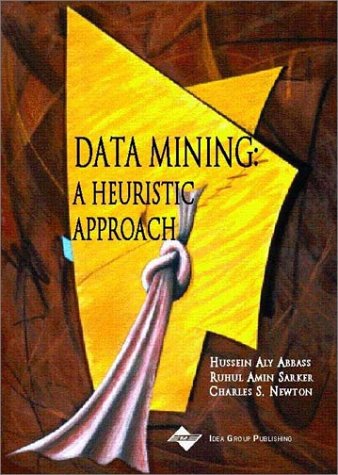 DATA MINING:
A HEURISTIC
APPROACH
HUSSEIN ALY ABBASS
RUHUL AMIN SARKER
CHARLES S. NEWTON
IDEA GROUP PUBLISHING